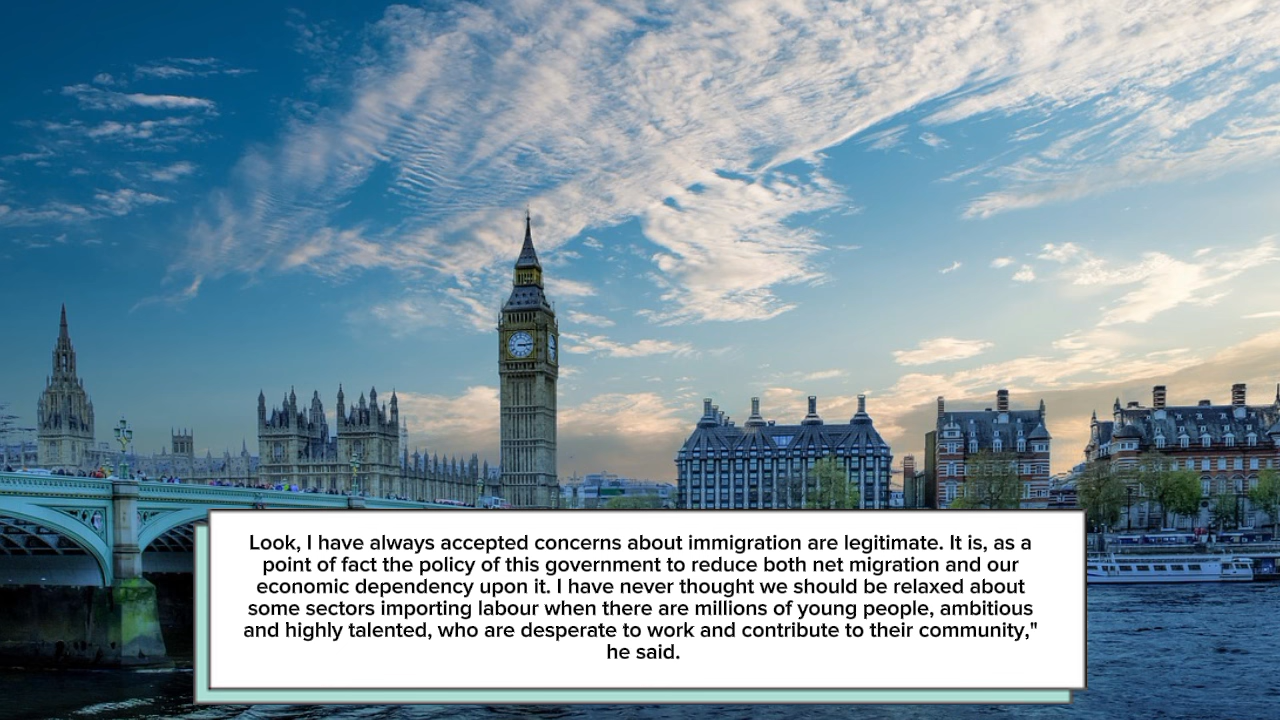 Look, I have always accepted concerns about immigration are legitimate. It is, as a
point of fact the policy of this government to reduce both net migration and our
economic dependency upon it. I have never thought we should be relaxed about
some sectors importing labour when there are millions of young people, ambitious
and highly talented, who are desperate to work and contribute to their community,"
he said.